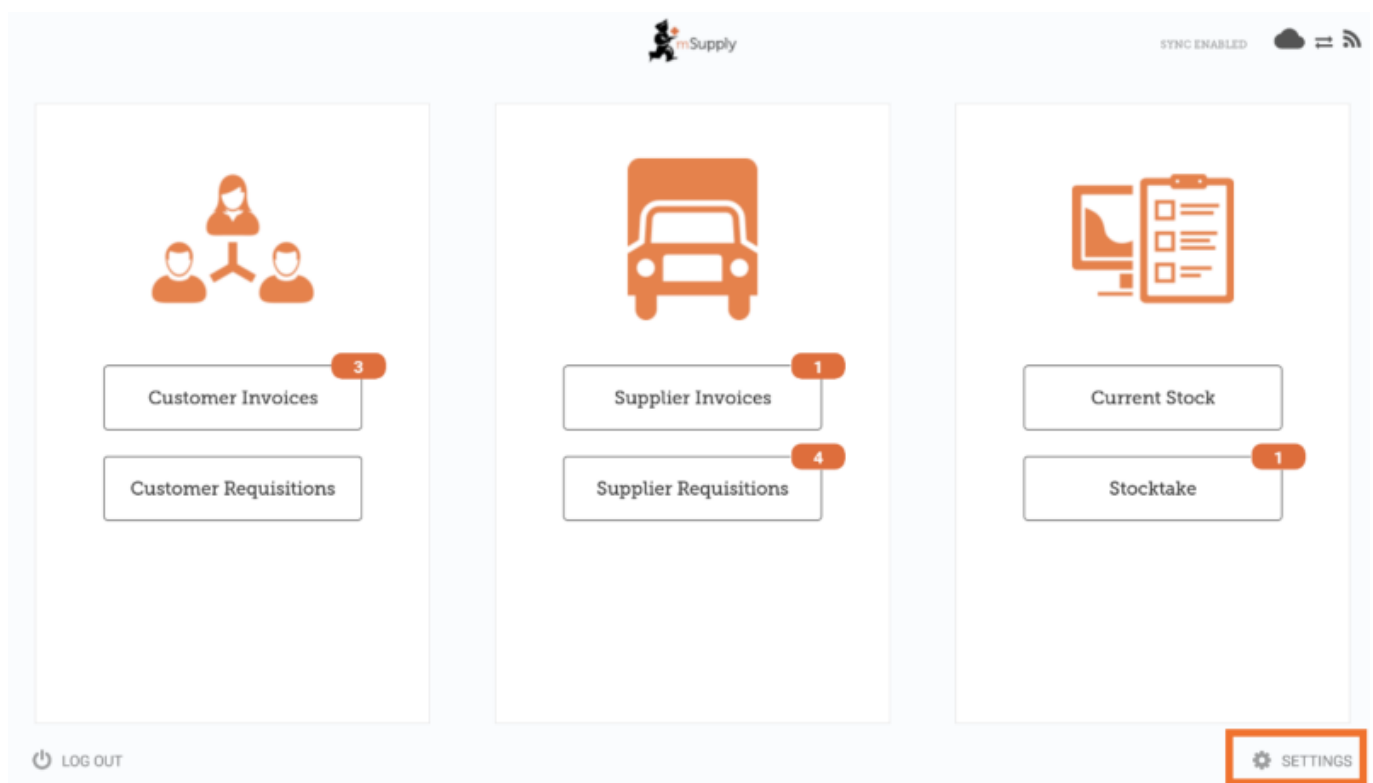 mSupply
SYNC ENABLED
3
Customer Invoices
Customer Requisitions
1
Supplier Invoices
4
Supplier Requisitions
Current Stock
1
Stocktake
LOG OUT
SETTINGS